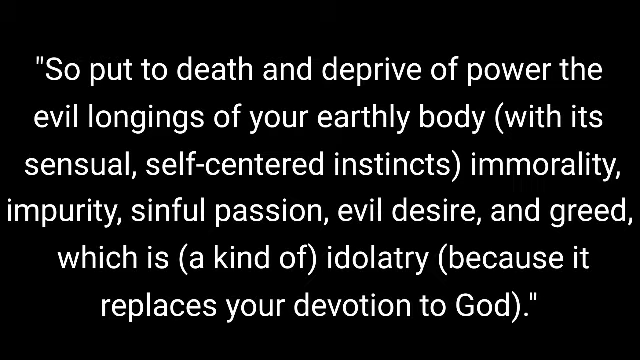 "So put to death and deprive of power the
evil longings of your earthly body (with its
sensual, self-centered instincts) immorality,
impurity, sinful passion, evil desire, and greed,
which is (a kind of) idolatry (because it
replaces your devotion to God)."